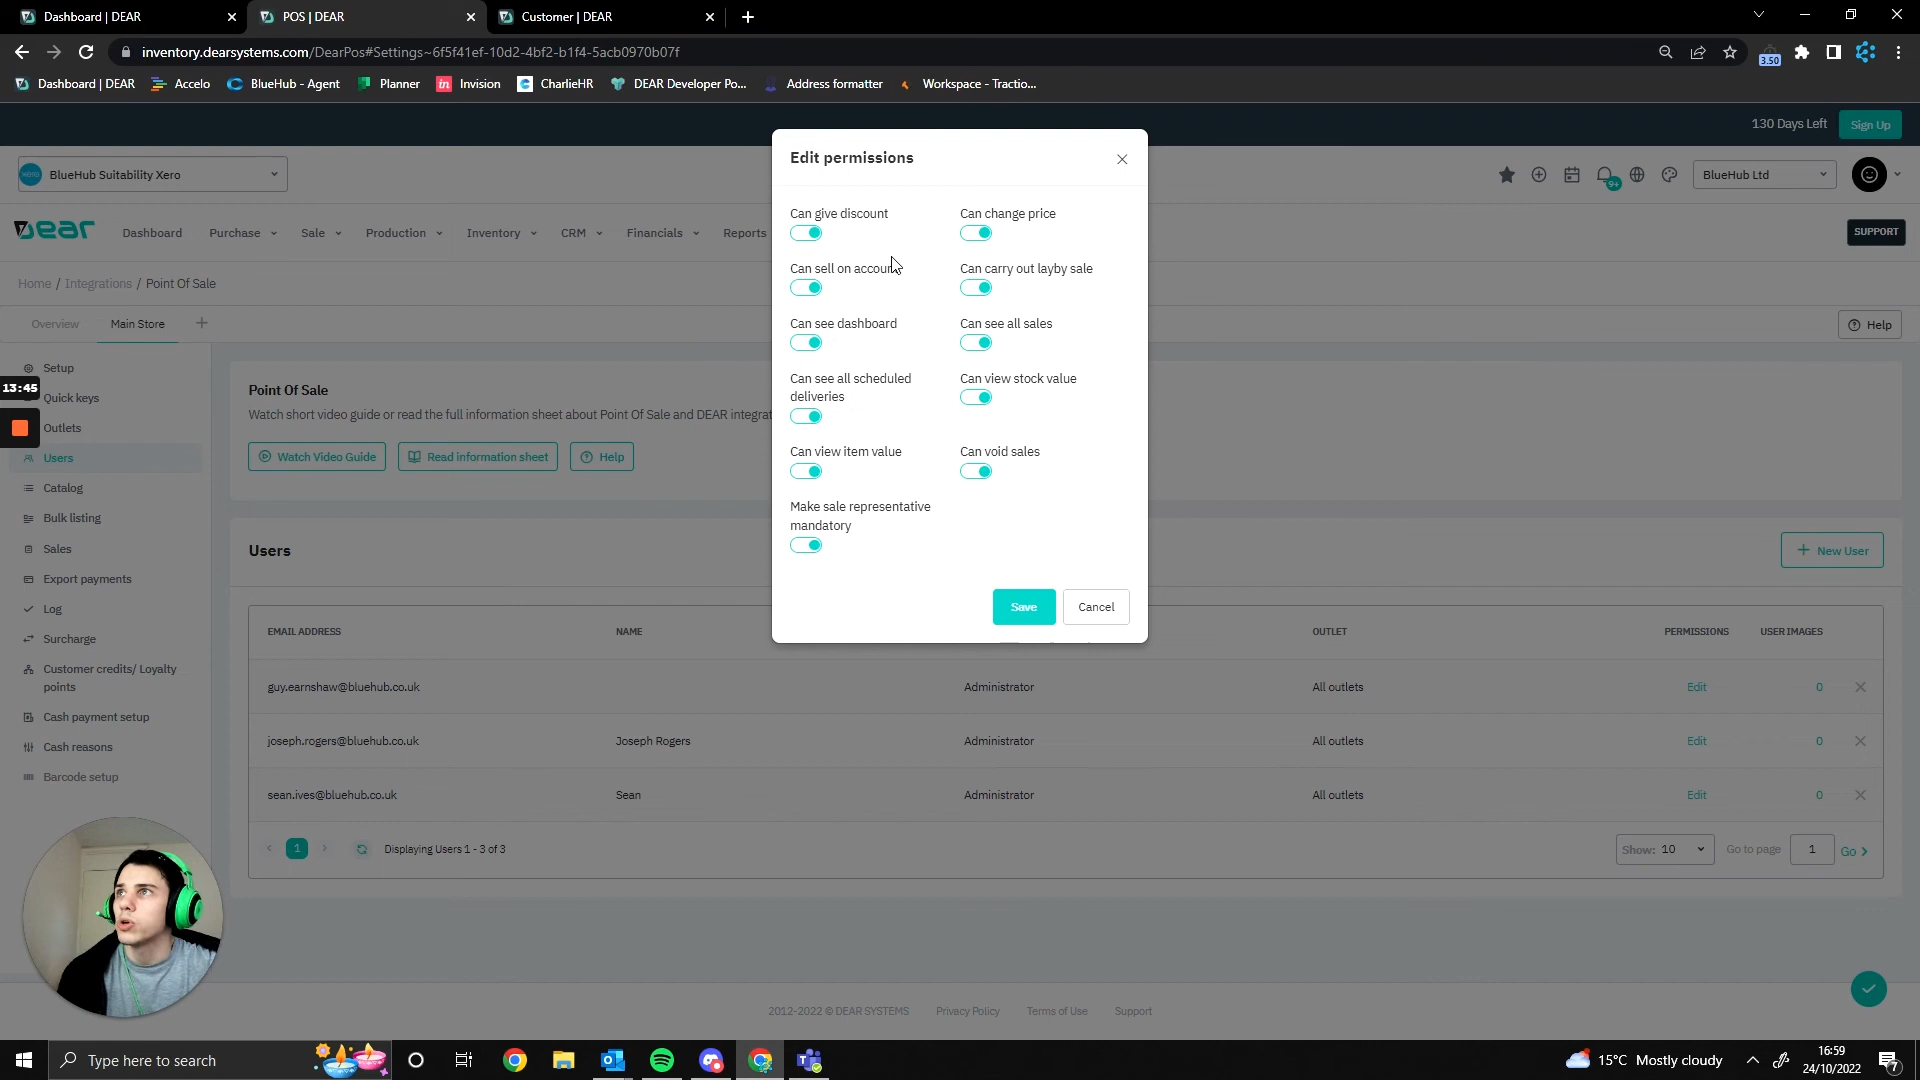 Dashboard | DEAR
POS | DEAR
Customer | DEAR
inventory.dearsystems.com/DearPos#Settings~6f5f41ef-10d2-4bf2-b1f4-5acb0970b07f
3.50
Dashboard | DEAR
Accelo
BlueHub - Agent
Planner
in Invision
CharlieHR
DEAR Developer Po...
Address formatter
Workspace - Tractio...
130 Days Left
Sign Up
xero
BlueHub Suitability Xero
9+
BlueHub Ltd
DEAR
Dashboard
Purchase
Sale
Production
Inventory
CRM
Financials
Reports
SUPPORT
Home / Integrations / Point Of Sale
Overview
Main Store
Help
Setup
13:45
Quick keys
Outlets
Users
Catalog
Bulk listing
Sales
Export payments
Log
Surcharge
Customer credits/ Loyalty
points
Cash payment setup
Cash reasons
Barcode setup
Point Of Sale
Watch short video guide or read the full information sheet about Point Of Sale and DEAR integrat
Watch Video Guide
Read information sheet
Help
Users
New User
EMAIL ADDRESS
NAME
OUTLET
PERMISSIONS
USER IMAGES
guy.earnshaw@bluehub.co.uk
Administrator
All outlets
Edit
0
joseph.rogers@bluehub.co.uk
Joseph Rogers
Administrator
All outlets
Edit
0
sean.ives@bluehub.co.uk
Sean
Administrator
All outlets
Edit
0
1
Displaying Users 1 - 3 of 3
Show: 10
Go to page
1
Go
Edit permissions
Can give discount
Can change price
Can sell on account
Can carry out layby sale
Can see dashboard
Can see all sales
Can see all scheduled
deliveries
Can view stock value
Can view item value
Can void sales
Make sale representative
mandatory
Save
Cancel
2012-2022 © DEAR SYSTEMS
Privacy Policy
Terms of Use
Support
Type here to search
15°C Mostly cloudy
16:59
24/10/2022
7